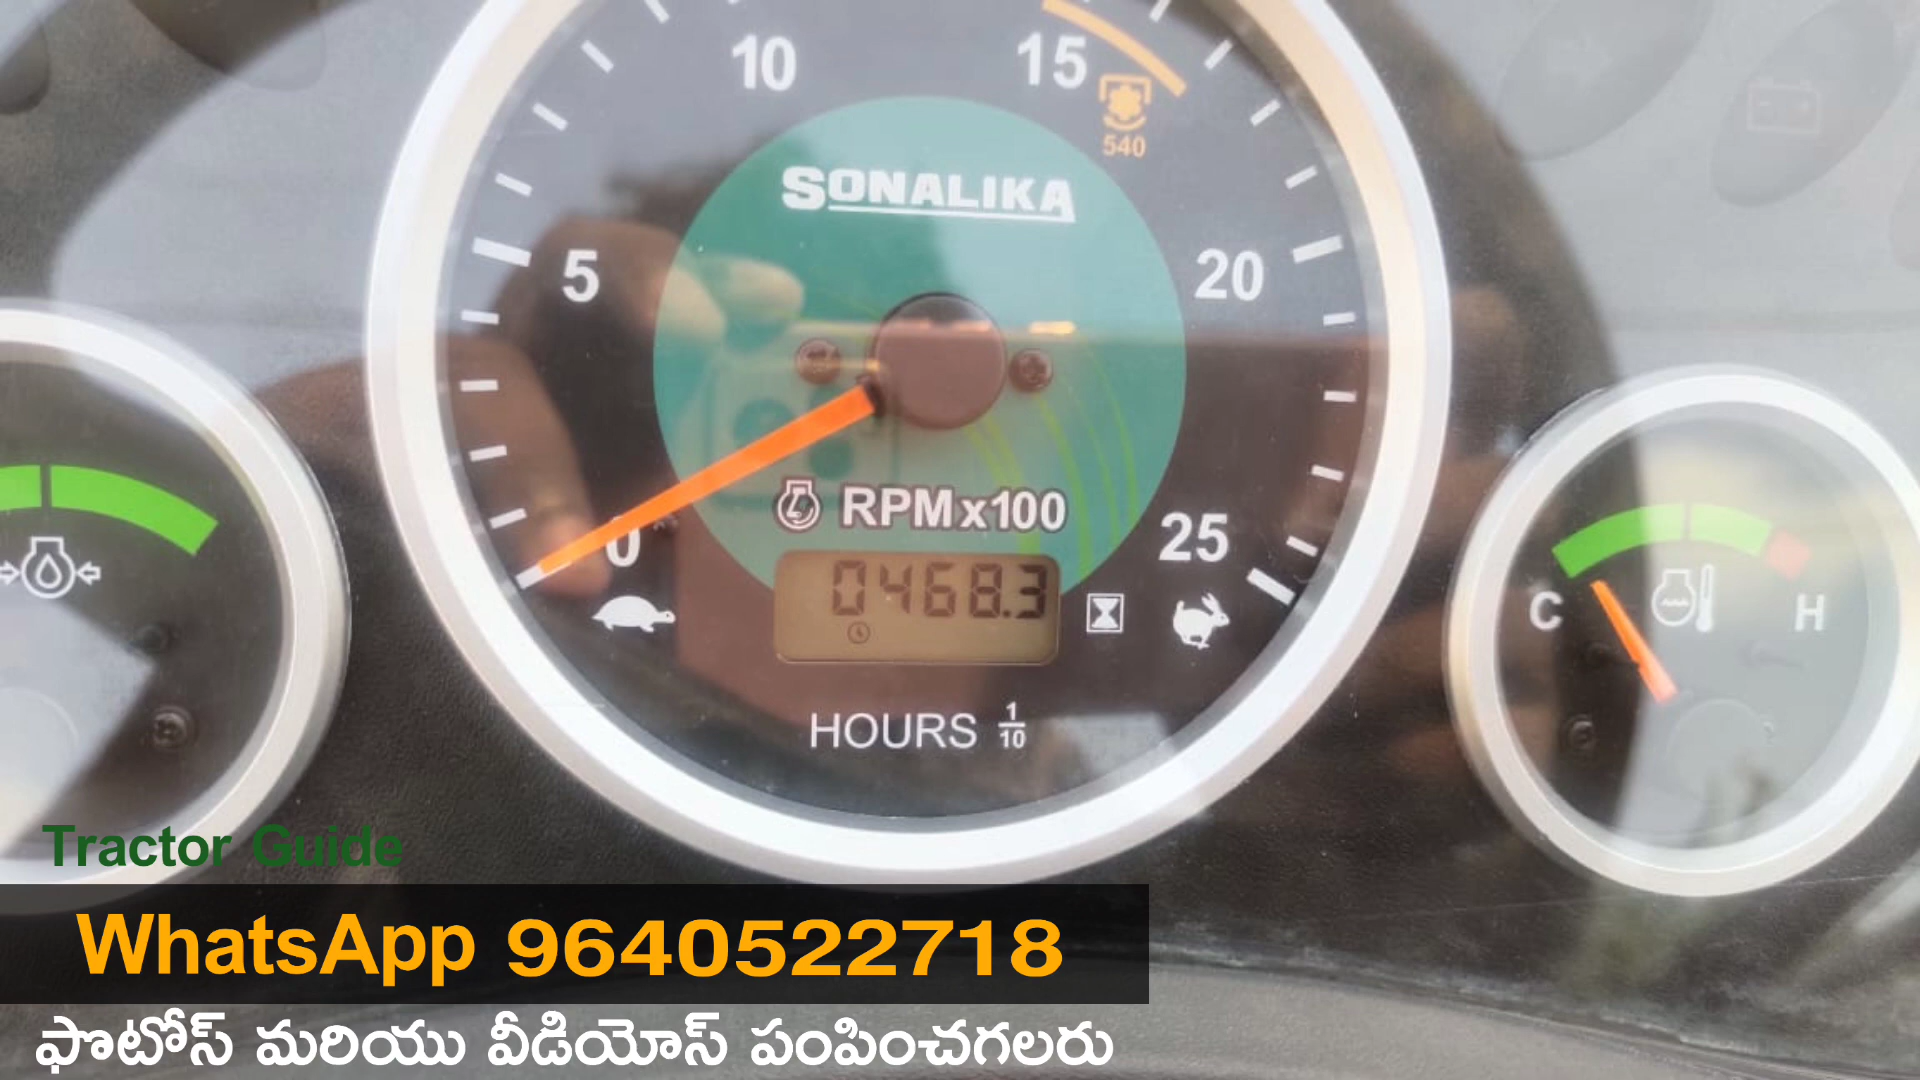 10
15
540
SONALIKA
5
20
RPMx100
0
25
0468.3
C
H
HOURS 1/10
Tractor Guide
WhatsApp 9640522718
ఫొటోస్ మరియు వీడియోస్ పంపించగలరు